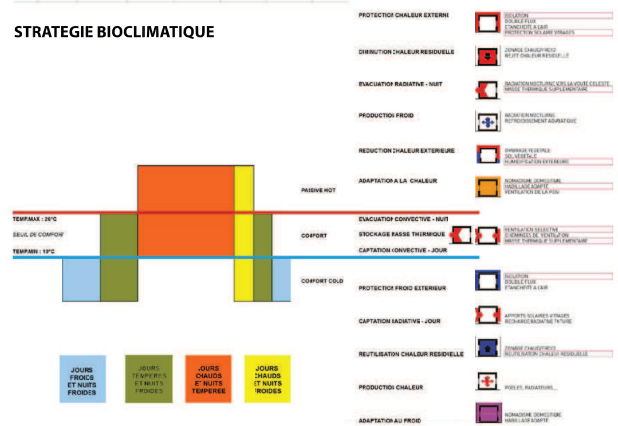 STRATEGIE BIOCLIMATIQUE
PASSIVE HOT
TEMP.MAX : 26°C
SEUIL DE CONFORT
CONFORT
TEMP.MIN : 19°C
CONFORT COLD
JOURS
FROIDS
ET NUITS
FROIDES
JOURS
TEMPERES
ET NUITS
FROIDES
JOURS
CHAUDS
ET NUITS
TEMPEREE
JOURS
CHAUDS
ET NUITS
FROIDES
PROTECTION CHALEUR EXTERNE
ISOLATION
DOUBLE FLUX
ETANCHEITE A L'AIR
PROTECTION SOLAIRE VITRAGES
DIMINUTION CHALEUR RESIDUELLE
ZONAGE CHAUD/FROID
REJET CHALEUR RESIDUELLE
EVACUATION RADIATIVE - NUIT
RADIATION NOCTURNE VERS LA VOUTE CELESTE
MASSE THERMIQUE SUPPLEMENTAIRE
PRODUCTION FROID
RADIATION NOCTURNE
REFROIDISSEMENT ADIABATIQUE
REDUCTION CHALEUR EXTERIEURE
OMBRAGE VEGETALE
SOL VEGETALE
HUMIDIFICATION EXTERIEURE
ADAPTATION A LA CHALEUR
NOMADISME DOMESTIQUE
HABILLAGE ADAPTÉ
VENTILATION DE LA
EVACUATION CONVECTIVE - NUIT
STOCKAGE MASSE THERMIQUE
CAPTATION CONVECTIVE - JOUR
VENTILATION SELECTIVE
CHEMINEES DE VENTILATION
MASSE THERMIQUE SUPPLEMENTAIRE
PROTECTION FROID EXTERIEUR
ISOLATION
DOUBLE FLUX
ETANCHEITE A L'AIR
CAPTATION RADIATIVE - JOUR
APPORTS SOLAIRES VITRAGES
RECHARGE RADIATIVE TOITURE
REUTILISATION CHALEUR RESIDUELLE
ZONAGE CHAUD/FROID
REUTILISATION CHALEUR RESIDUELLE
PRODUCTION CHALEUR
POELES, RADIATEURS...
ADAPTATION AU FROID
NOMADISME DOMESTIQUE
HABILLAGE ADAPTÉ